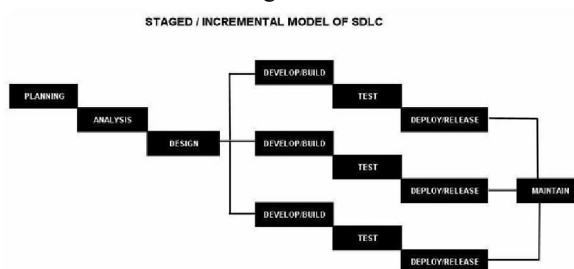 STAGED / INCREMENTAL MODEL OF SDLC
PLANNING
ANALYSIS
DESIGN
DEVELOP/BUILD
TEST
DEPLOY/RELEASE
DEVELOP/BUILD
TEST
DEPLOY/RELEASE
DEVELOP/BUILD
TEST
DEPLOY/RELEASE
MAINTAIN